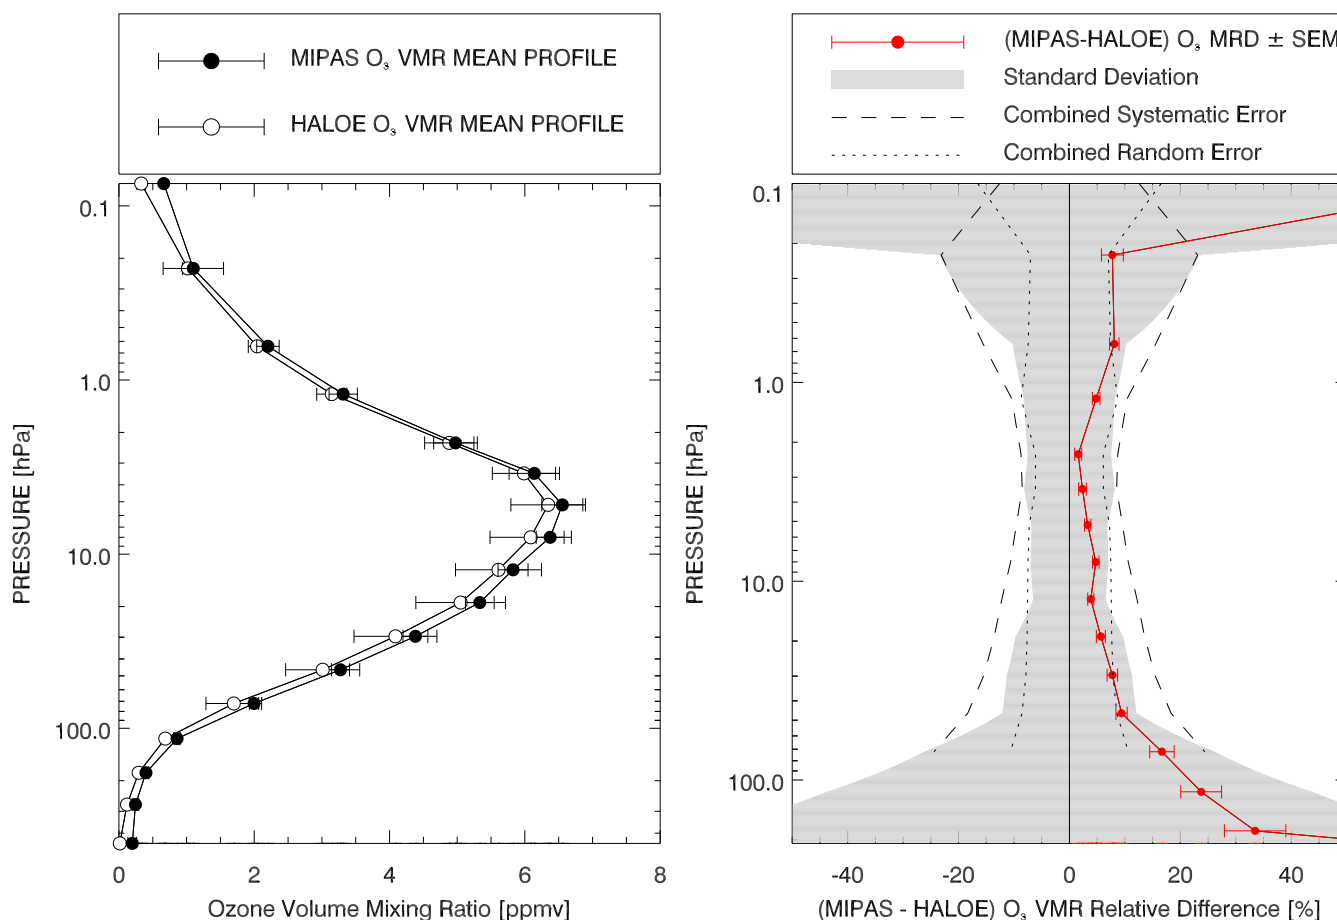 MIPAS O₃ VMR MEAN PROFILE
HALOE O₃ VMR MEAN PROFILE
0.1
1.0
10.0
100.0
PRESSURE [hPa]
0 2 4 6 8
Ozone Volume Mixing Ratio [ppmv]
(MIPAS-HALOE) O₃ MRD ± SEM
Standard Deviation
Combined Systematic Error
Combined Random Error
0.1
1.0
10.0
100.0
PRESSURE [hPa]
-40 -20 0 20 40
(MIPAS - HALOE) O₃ VMR Relative Difference [%]